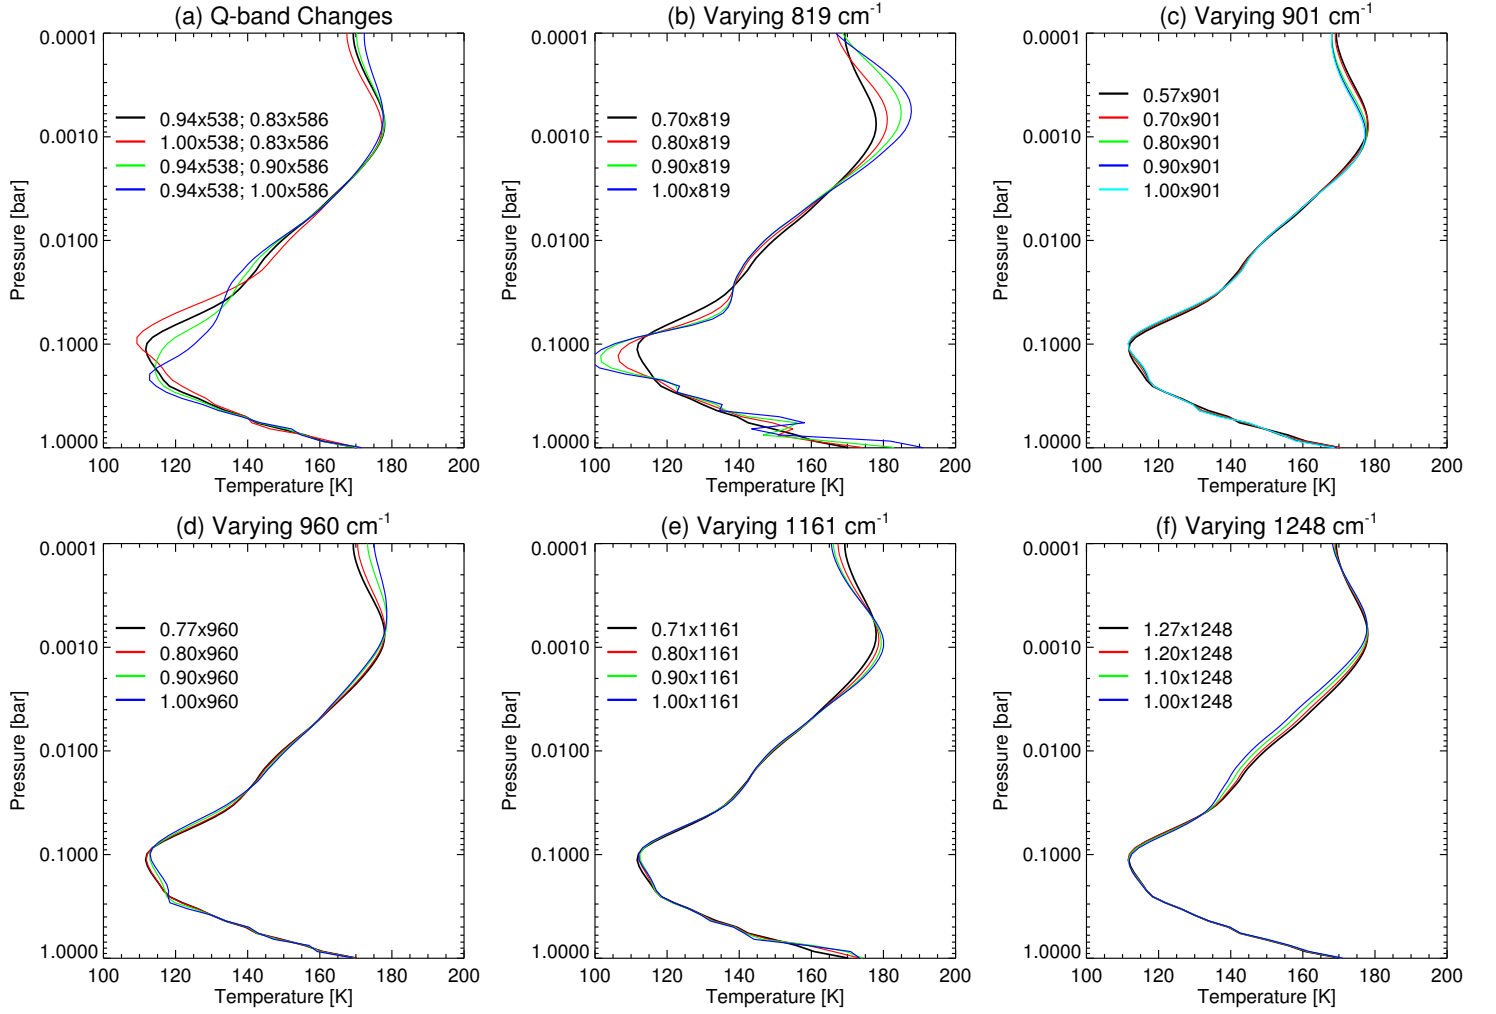 (a) Q-band Changes
0.0001
0.0010
0.0100
0.1000
1.0000
Pressure [bar]
0.94x538; 0.83x586
1.00x538; 0.83x586
0.94x538; 0.90x586
0.94x538; 1.00x586
100 120 140 160 180 200
Temperature [K]
(b) Varying 819 cm⁻¹
0.0001
0.0010
0.0100
0.1000
1.0000
Pressure [bar]
0.70x819
0.80x819
0.90x819
1.00x819
100 120 140 160 180 200
Temperature [K]
(c) Varying 901 cm⁻¹
0.0001
0.0010
0.0100
0.1000
1.0000
Pressure [bar]
0.57x901
0.70x901
0.80x901
0.90x901
1.00x901
100 120 140 160 180 200
Temperature [K]
(d) Varying 960 cm⁻¹
0.0001
0.0010
0.0100
0.1000
1.0000
Pressure [bar]
0.77x960
0.80x960
0.90x960
1.00x960
100 120 140 160 180 200
Temperature [K]
(e) Varying 1161 cm⁻¹
0.0001
0.0010
0.0100
0.1000
1.0000
Pressure [bar]
0.71x1161
0.80x1161
0.90x1161
1.00x1161
100 120 140 160 180 200
Temperature [K]
(f) Varying 1248 cm⁻¹
0.0001
0.0010
0.0100
0.1000
1.0000
Pressure [bar]
1.27x1248
1.20x1248
1.10x1248
1.00x1248
100 120 140 160 180 200
Temperature [K]